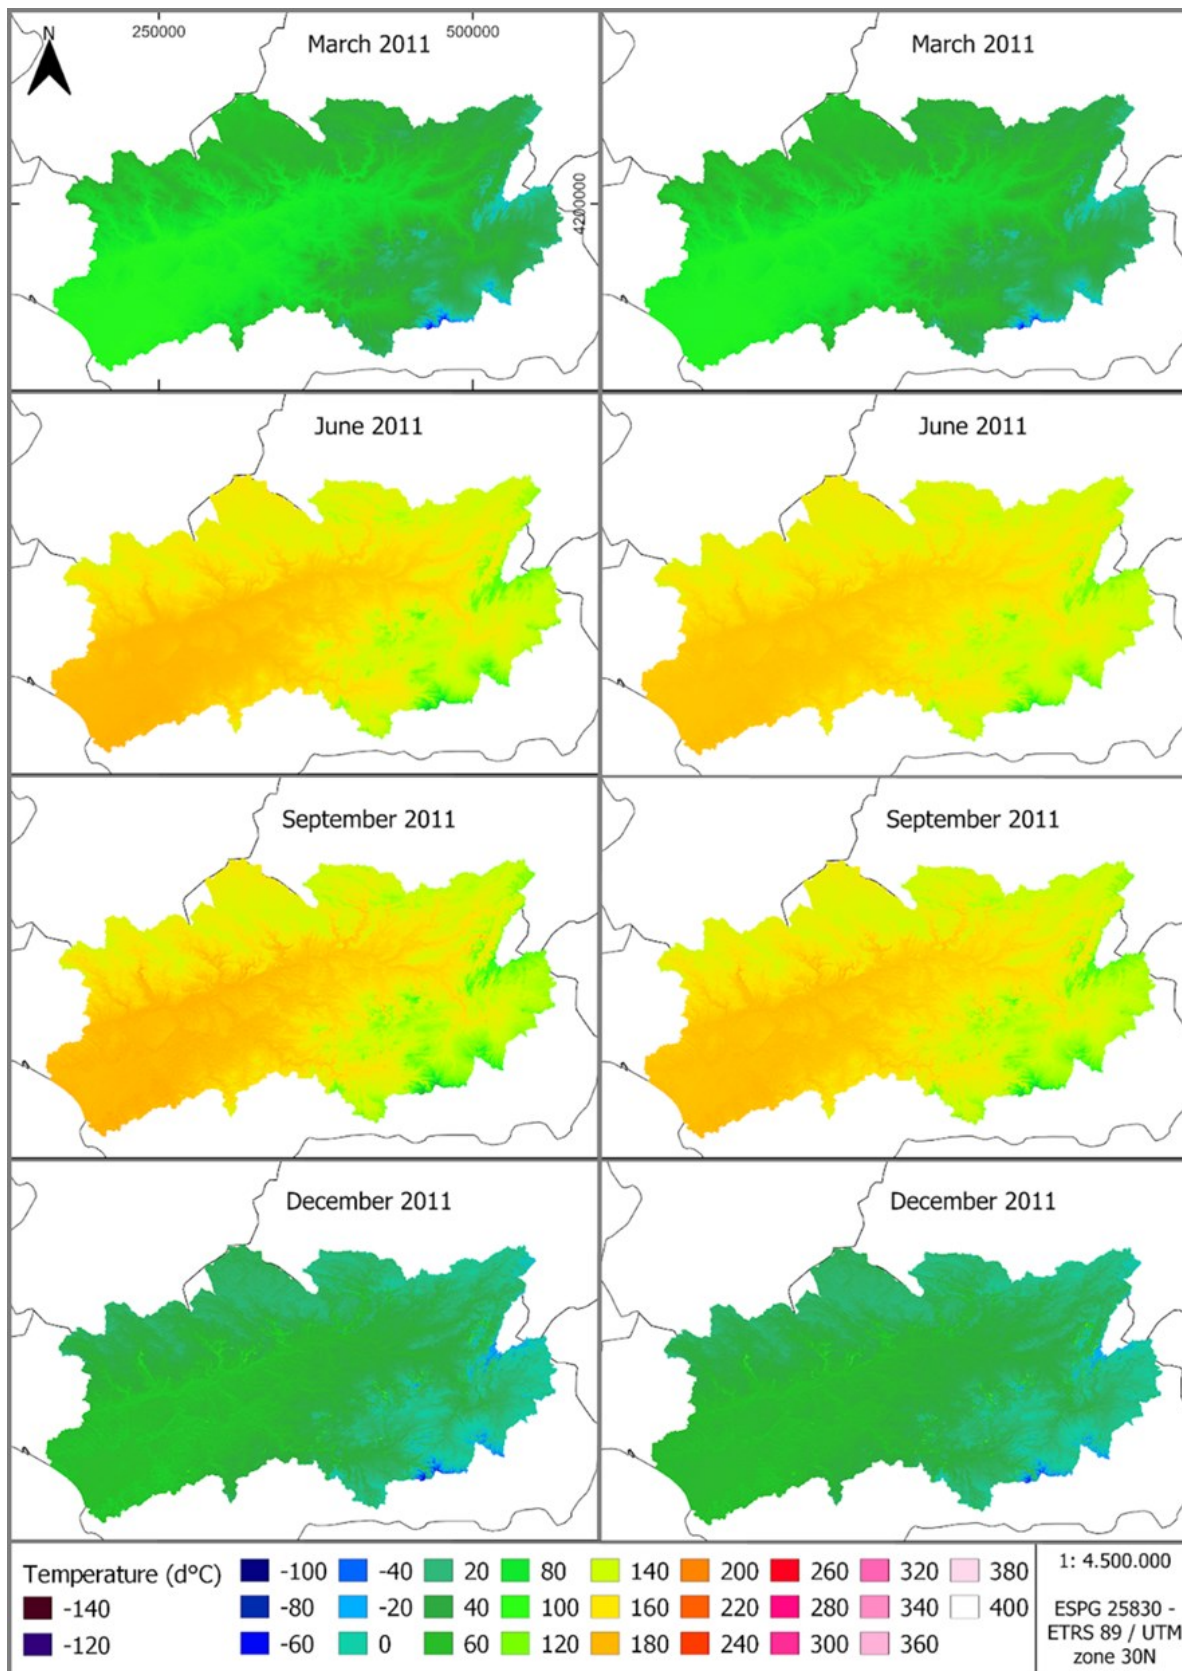 N
250000
500000
March 2011
March 2011
4200000
June 2011
June 2011
September 2011
September 2011
December 2011
December 2011
Temperature (d°C)
-140
-120
-100
-80
-60
-40
-20
0
20
40
60
80
100
120
140
160
180
200
220
240
260
280
300
320
340
360
380
400
1: 4.500.000
ESPG 25830 -
ETRS 89 / UTM
zone 30N